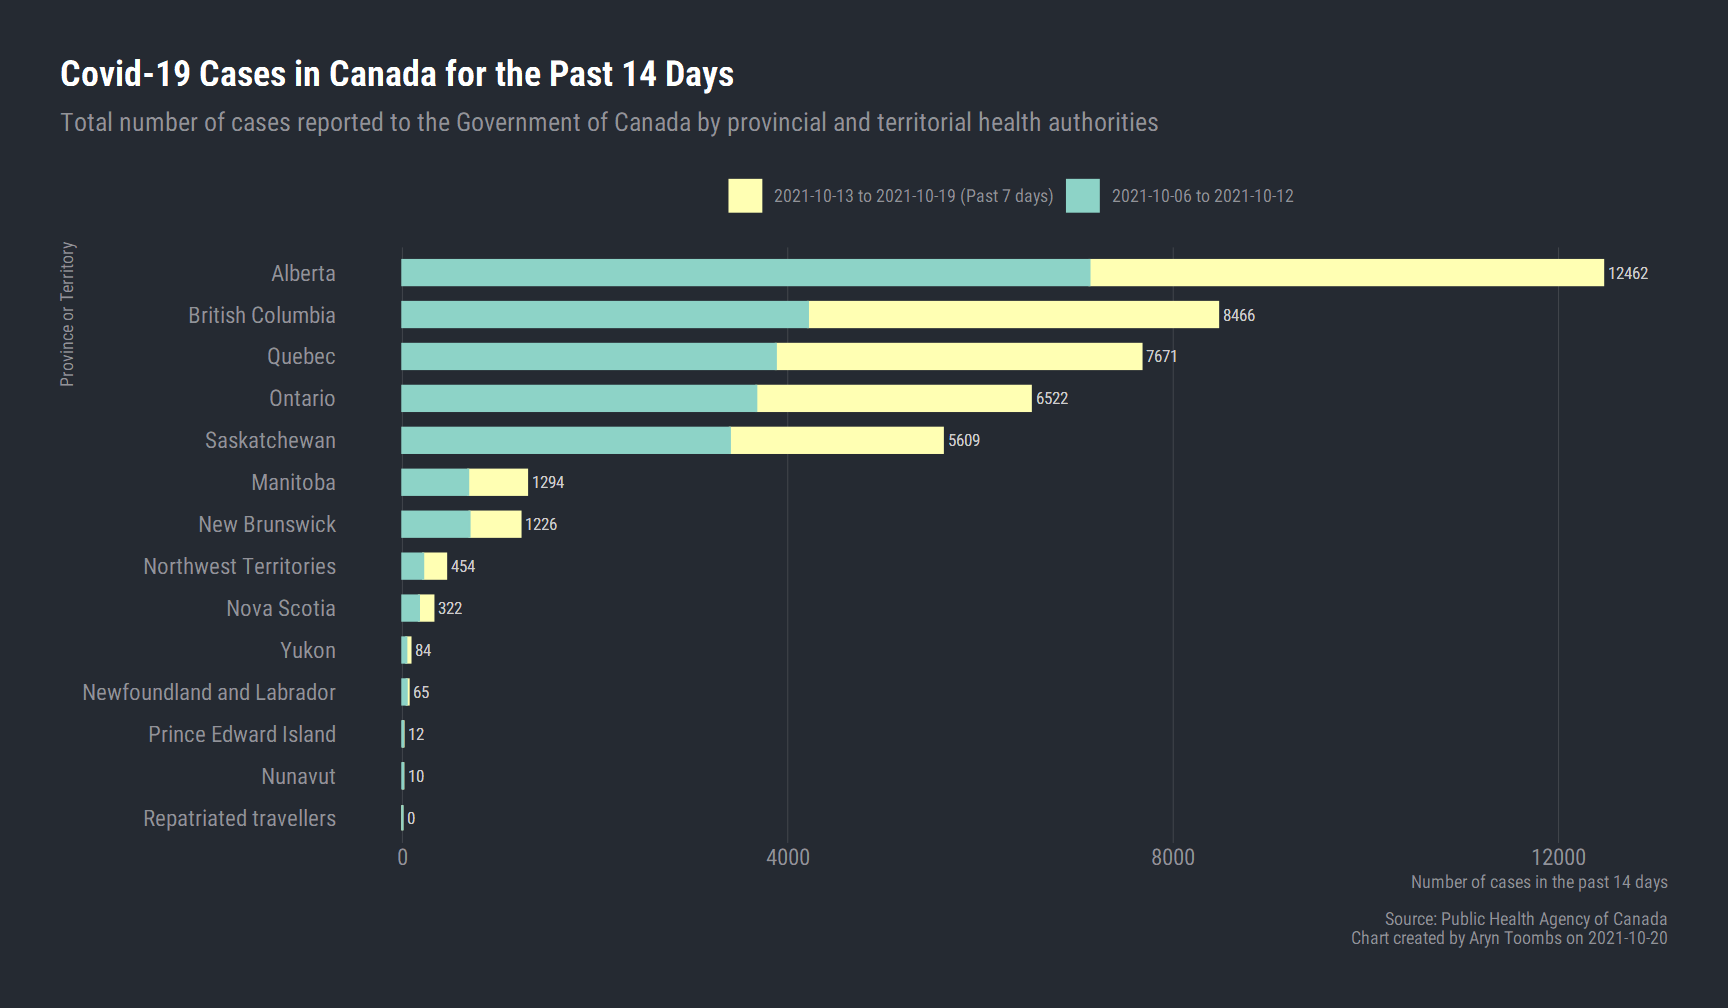 Covid-19 Cases in Canada for the Past 14 Days
Total number of cases reported to the Government of Canada by provincial and territorial health authorities
2021-10-13 to 2021-10-19 (Past 7 days) 2021-10-06 to 2021-10-12
Province or Territory
Alberta 12462
British Columbia 8466
Quebec 7671
Ontario 6522
Saskatchewan 5609
Manitoba 1294
New Brunswick 1226
Northwest Territories 454
Nova Scotia 322
Yukon 84
Newfoundland and Labrador 65
Prince Edward Island 12
Nunavut 10
Repatriated travellers 0
0 4000 8000 12000
Number of cases in the past 14 days
Source: Public Health Agency of Canada
Chart created by Aryn Toombs on 2021-10-20